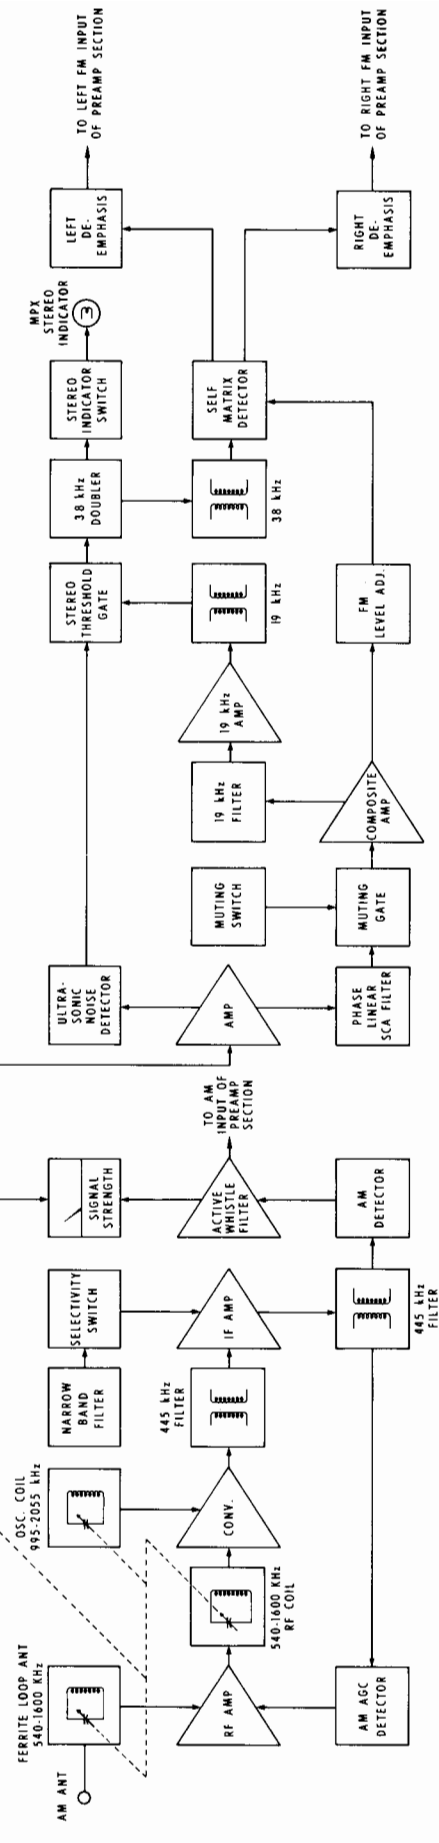 AM ANT
FERRITE LOOP ANT
540-1600 KHz
OSC. COIL
995-2055 kHz
RF AMP
AM AGC
DETECTOR
540-1600 KHz
RF COIL
CONV.
445 kHz
FILTER
NARROW
BAND
FILTER
SELECTIVITY
SWITCH
IF AMP
445 kHz
FILTER
SIGNAL
STRENGTH
ACTIVE
WHISTLE
FILTER
AM
DETECTOR
TO AM
INPUT OF
PREAMP
SECTION
ULTRA-
SONIC
NOISE
DETECTOR
AMP
PHASE
LINEAR
SCA FILTER
MUTING
SWITCH
MUTING
GATE
19 kHz
FILTER
COMPOSITE
AMP
19 kHz
AMP
STEREO
THRESHOLD
GATE
19 kHz
FM
LEVEL ADJ.
38 kHz
DOUBLER
38 kHz
STEREO
INDICATOR
SWITCH
SELF
MATRIX
DETECTOR
MPX
STEREO
INDICATOR
LEFT
DE-
EMPHASIS
RIGHT
DE-
EMPHASIS
TO LEFT FM INPUT
OF PREAMP SECTION
TO RIGHT FM INPUT
OF PREAMP SECTION